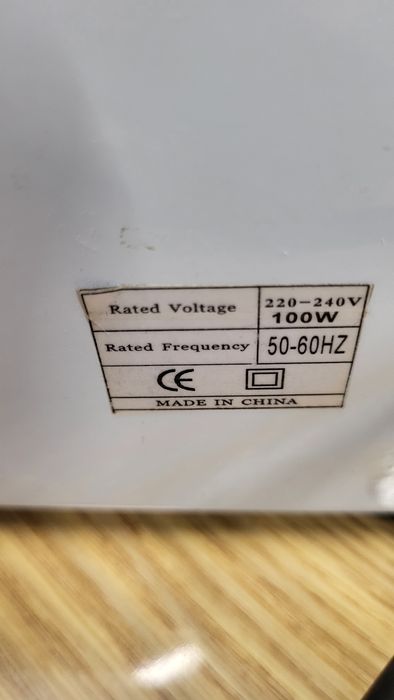 Rated Voltage 220-240V
100W
Rated Frequency 50-60HZ
CE
MADE IN CHINA